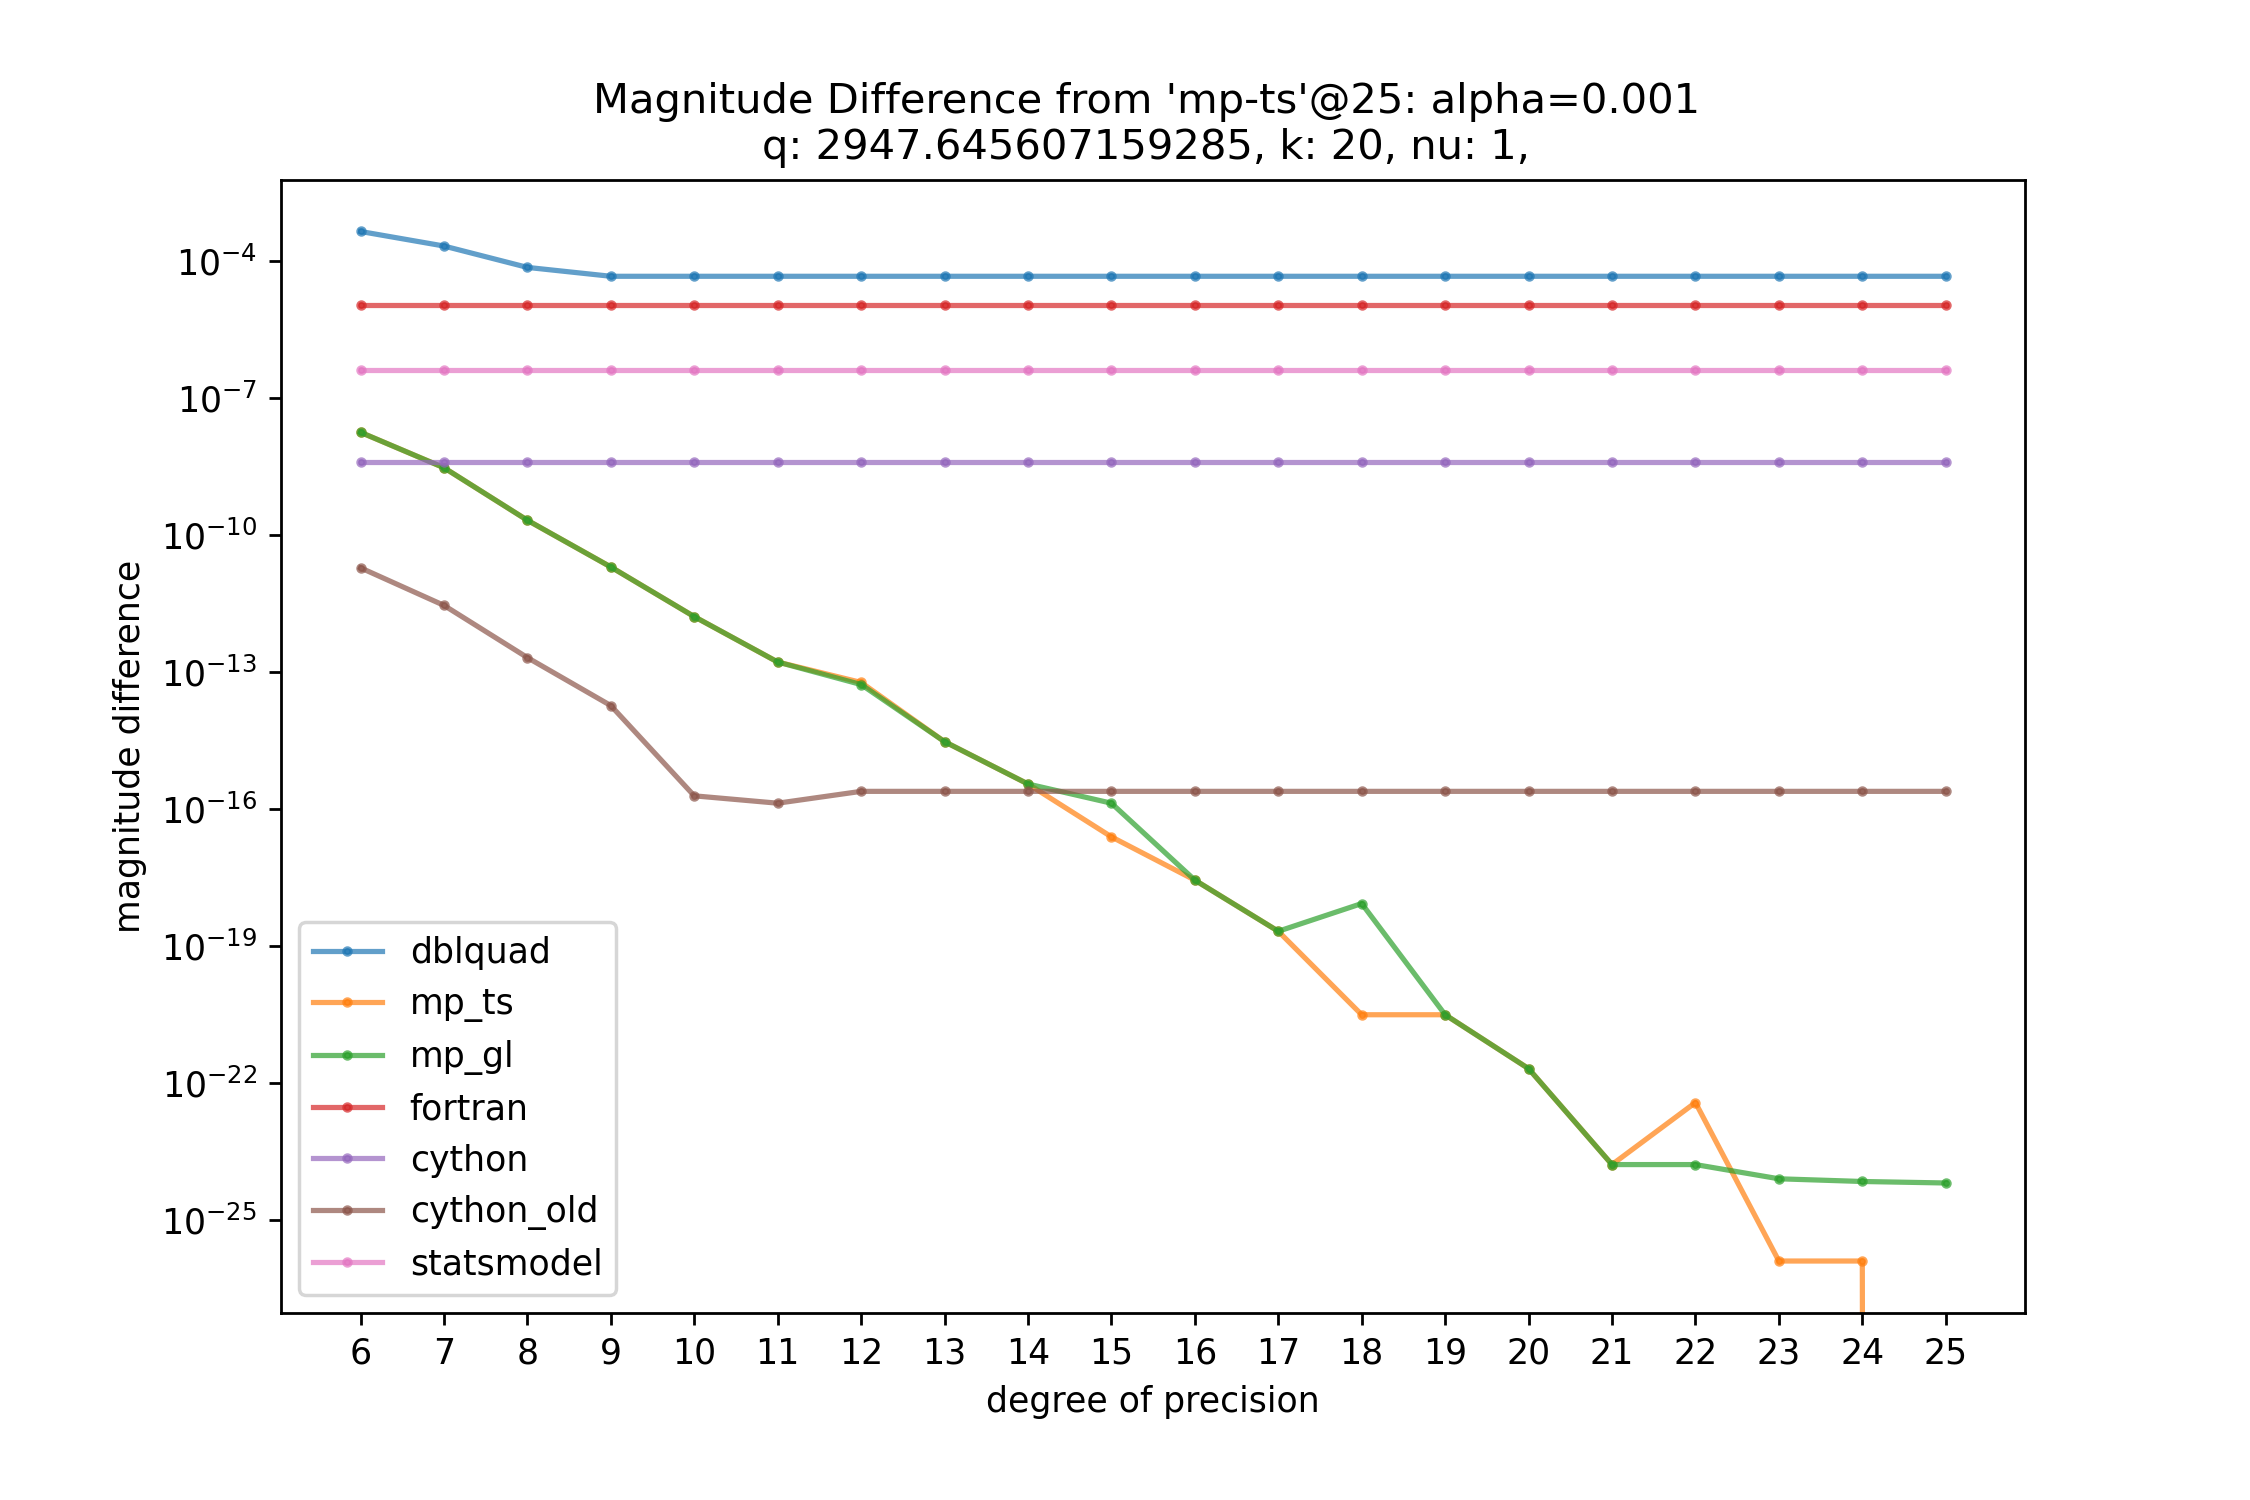 Magnitude Difference from 'mp-ts'@25: alpha=0.001
q: 2947.645607159285, k: 20, nu: 1,
magnitude difference
10⁻⁴
10⁻⁷
10⁻¹⁰
10⁻¹³
10⁻¹⁶
10⁻¹⁹
10⁻²²
10⁻²⁵
dblquad
mp_ts
mp_gl
fortran
cython
cython_old
statsmodel
6 7 8 9 10 11 12 13 14 15 16 17 18 19 20 21 22 23 24 25
degree of precision